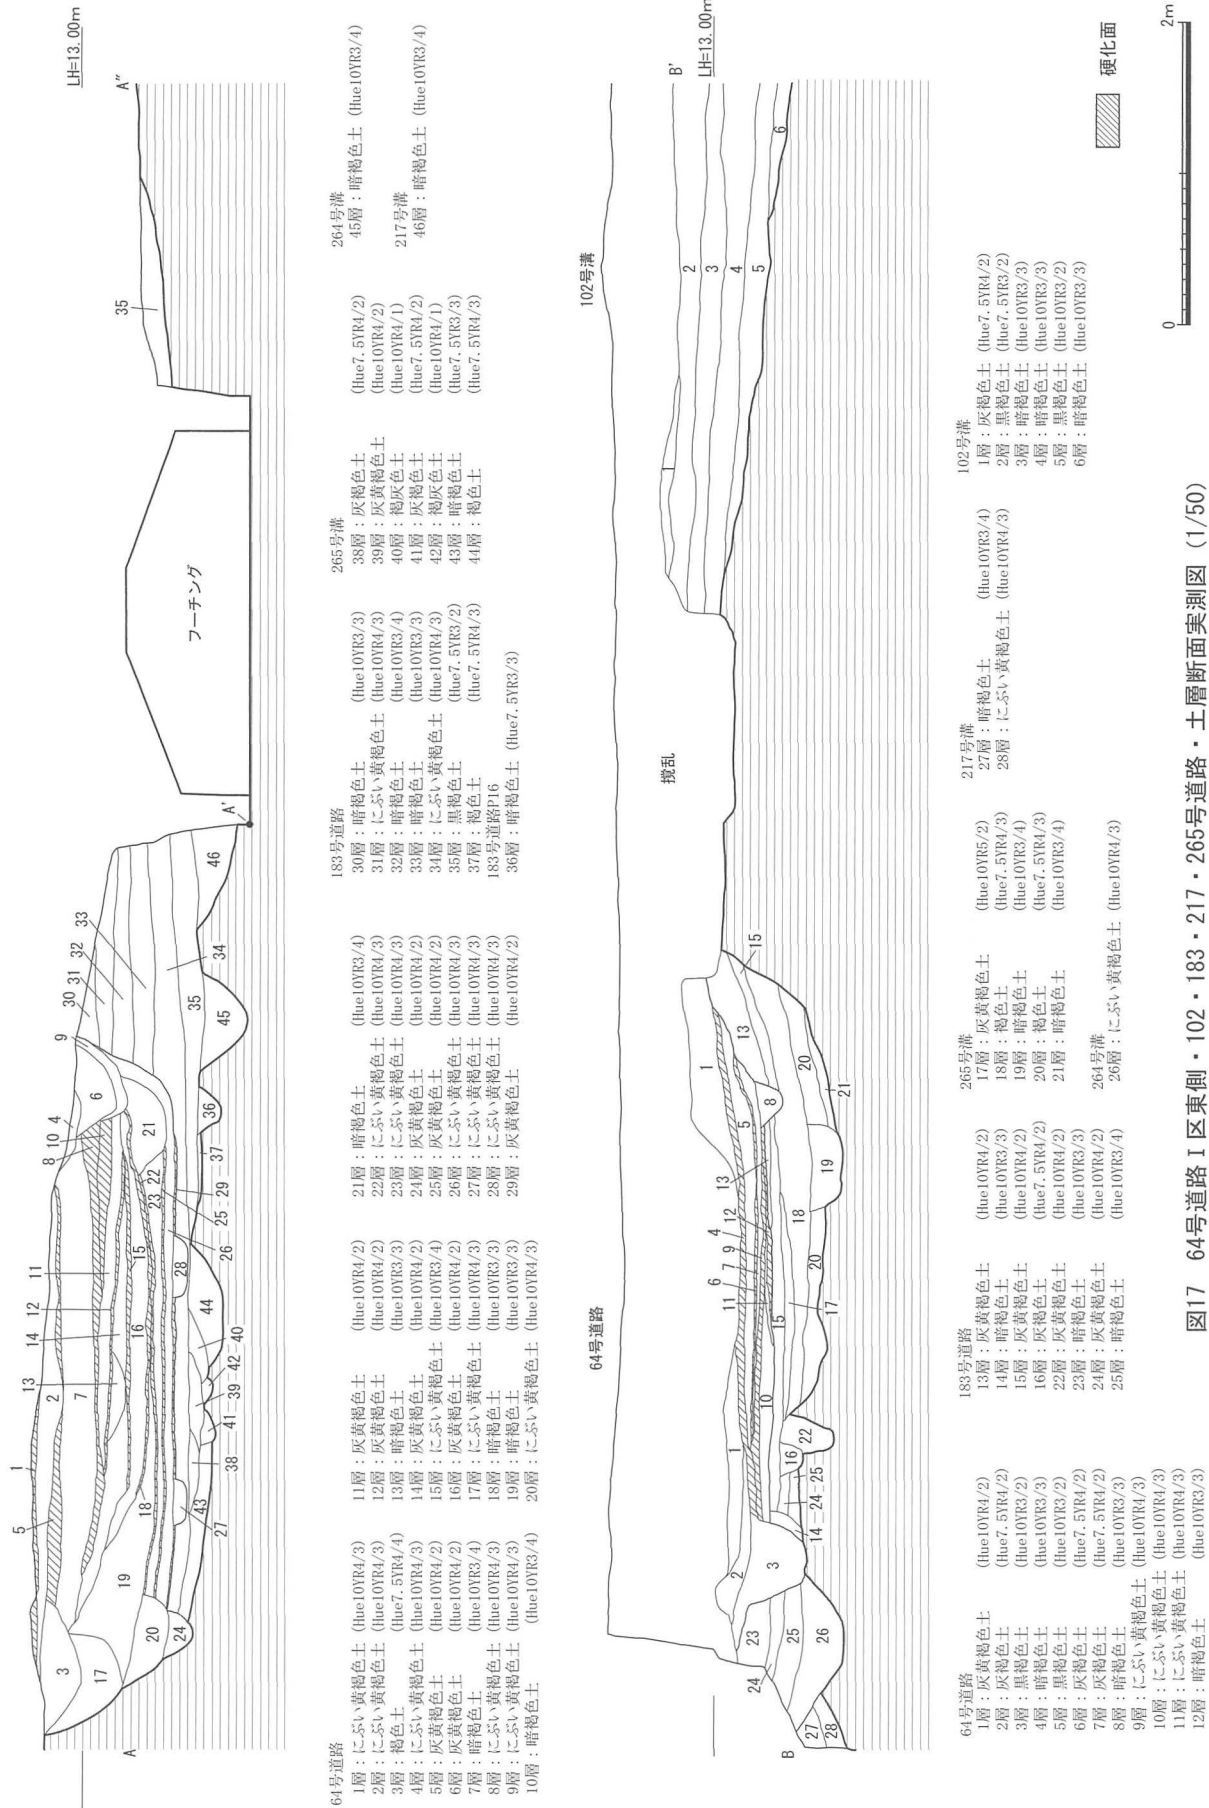 LH=13.00m
A
A'
A"
フーチング
64号道路
1層：にぶい黄褐色土 (Hue10YR4/3)
2層：にぶい黄褐色土 (Hue10YR4/3)
3層：褐色土 (Hue7.5YR4/4)
4層：にぶい黄褐色土 (Hue10YR4/3)
5層：灰黄褐色土 (Hue10YR4/2)
6層：灰黄褐色土 (Hue10YR4/2)
7層：暗褐色土 (Hue10YR3/4)
8層：にぶい黄褐色土 (Hue10YR4/3)
9層：にぶい黄褐色土 (Hue10YR4/3)
10層：暗褐色土 (Hue10YR3/4)
11層：灰黄褐色土 (Hue10YR4/2)
12層：灰黄褐色土 (Hue10YR4/2)
13層：暗褐色土 (Hue10YR3/3)
14層：灰黄褐色土 (Hue10YR4/2)
15層：にぶい黄褐色土 (Hue10YR3/4)
16層：灰黄褐色土 (Hue10YR4/2)
17層：にぶい黄褐色土 (Hue10YR4/3)
18層：暗褐色土 (Hue10YR3/3)
19層：暗褐色土 (Hue10YR3/3)
20層：にぶい黄褐色土 (Hue10YR4/3)
21層：暗褐色土 (Hue10YR3/4)
22層：にぶい黄褐色土 (Hue10YR4/3)
23層：にぶい黄褐色土 (Hue10YR4/3)
24層：灰黄褐色土 (Hue10YR4/2)
25層：灰黄褐色土 (Hue10YR4/2)
26層：にぶい黄褐色土 (Hue10YR4/3)
27層：にぶい黄褐色土 (Hue10YR4/3)
28層：にぶい黄褐色土 (Hue10YR4/3)
29層：灰黄褐色土 (Hue10YR4/2)
183号道路
30層：暗褐色土 (Hue10YR3/3)
31層：にぶい黄褐色土 (Hue10YR4/3)
32層：暗褐色土 (Hue10YR3/4)
33層：暗褐色土 (Hue10YR3/3)
34層：にぶい黄褐色土 (Hue10YR4/3)
35層：黒褐色土 (Hue7.5YR3/2)
37層：褐色土 (Hue7.5YR4/3)
183号道路P16
36層：暗褐色土 (Hue7.5YR3/3)
265号溝
38層：灰褐色土 (Hue7.5YR4/2)
39層：灰黄褐色土 (Hue10YR4/2)
40層：褐灰色土 (Hue10YR4/1)
41層：灰褐色土 (Hue7.5YR4/2)
42層：褐灰色土 (Hue10YR4/1)
43層：暗褐色土 (Hue7.5YR3/3)
44層：褐色土 (Hue7.5YR4/3)
264号溝
45層：暗褐色土 (Hue10YR3/4)
217号溝
46層：暗褐色土 (Hue10YR3/4)
64号道路
102号溝
LH=13.00m
B
B'
攪乱
64号道路
1層：灰黄褐色土 (Hue10YR4/2)
2層：灰褐色土 (Hue7.5YR4/2)
3層：黒褐色土 (Hue10YR3/2)
4層：暗褐色土 (Hue10YR3/3)
5層：黒褐色土 (Hue10YR3/2)
6層：灰褐色土 (Hue7.5YR4/2)
7層：灰褐色土 (Hue7.5YR4/2)
8層：暗褐色土 (Hue10YR3/3)
9層：にぶい黄褐色土 (Hue10YR4/3)
10層：にぶい黄褐色土 (Hue10YR4/3)
11層：にぶい黄褐色土 (Hue10YR4/3)
12層：暗褐色土 (Hue10YR3/3)
183号道路
13層：灰黄褐色土 (Hue10YR4/2)
14層：暗褐色土 (Hue10YR3/3)
15層：灰黄褐色土 (Hue10YR4/2)
16層：灰褐色土 (Hue7.5YR4/2)
22層：灰黄褐色土 (Hue10YR4/2)
23層：暗褐色土 (Hue10YR3/3)
24層：灰黄褐色土 (Hue10YR4/2)
25層：暗褐色土 (Hue10YR3/4)
265号溝
17層：灰黄褐色土 (Hue10YR5/2)
18層：褐色土 (Hue7.5YR4/3)
19層：暗褐色土 (Hue10YR3/4)
20層：褐色土 (Hue7.5YR4/3)
21層：暗褐色土 (Hue10YR3/4)
264号溝
26層：にぶい黄褐色土 (Hue10YR4/3)
217号溝
27層：暗褐色土 (Hue10YR3/4)
28層：にぶい黄褐色土 (Hue10YR4/3)
102号溝
1層：灰褐色土 (Hue7.5YR4/2)
2層：黒褐色土 (Hue7.5YR3/2)
3層：暗褐色土 (Hue10YR3/3)
4層：暗褐色土 (Hue10YR3/3)
5層：黒褐色土 (Hue10YR3/2)
6層：暗褐色土 (Hue10YR3/3)
硬化面
0
2m
図17 64号道路Ⅰ区東側・102・183・217・265号道路・土層断面実測図（1/50）